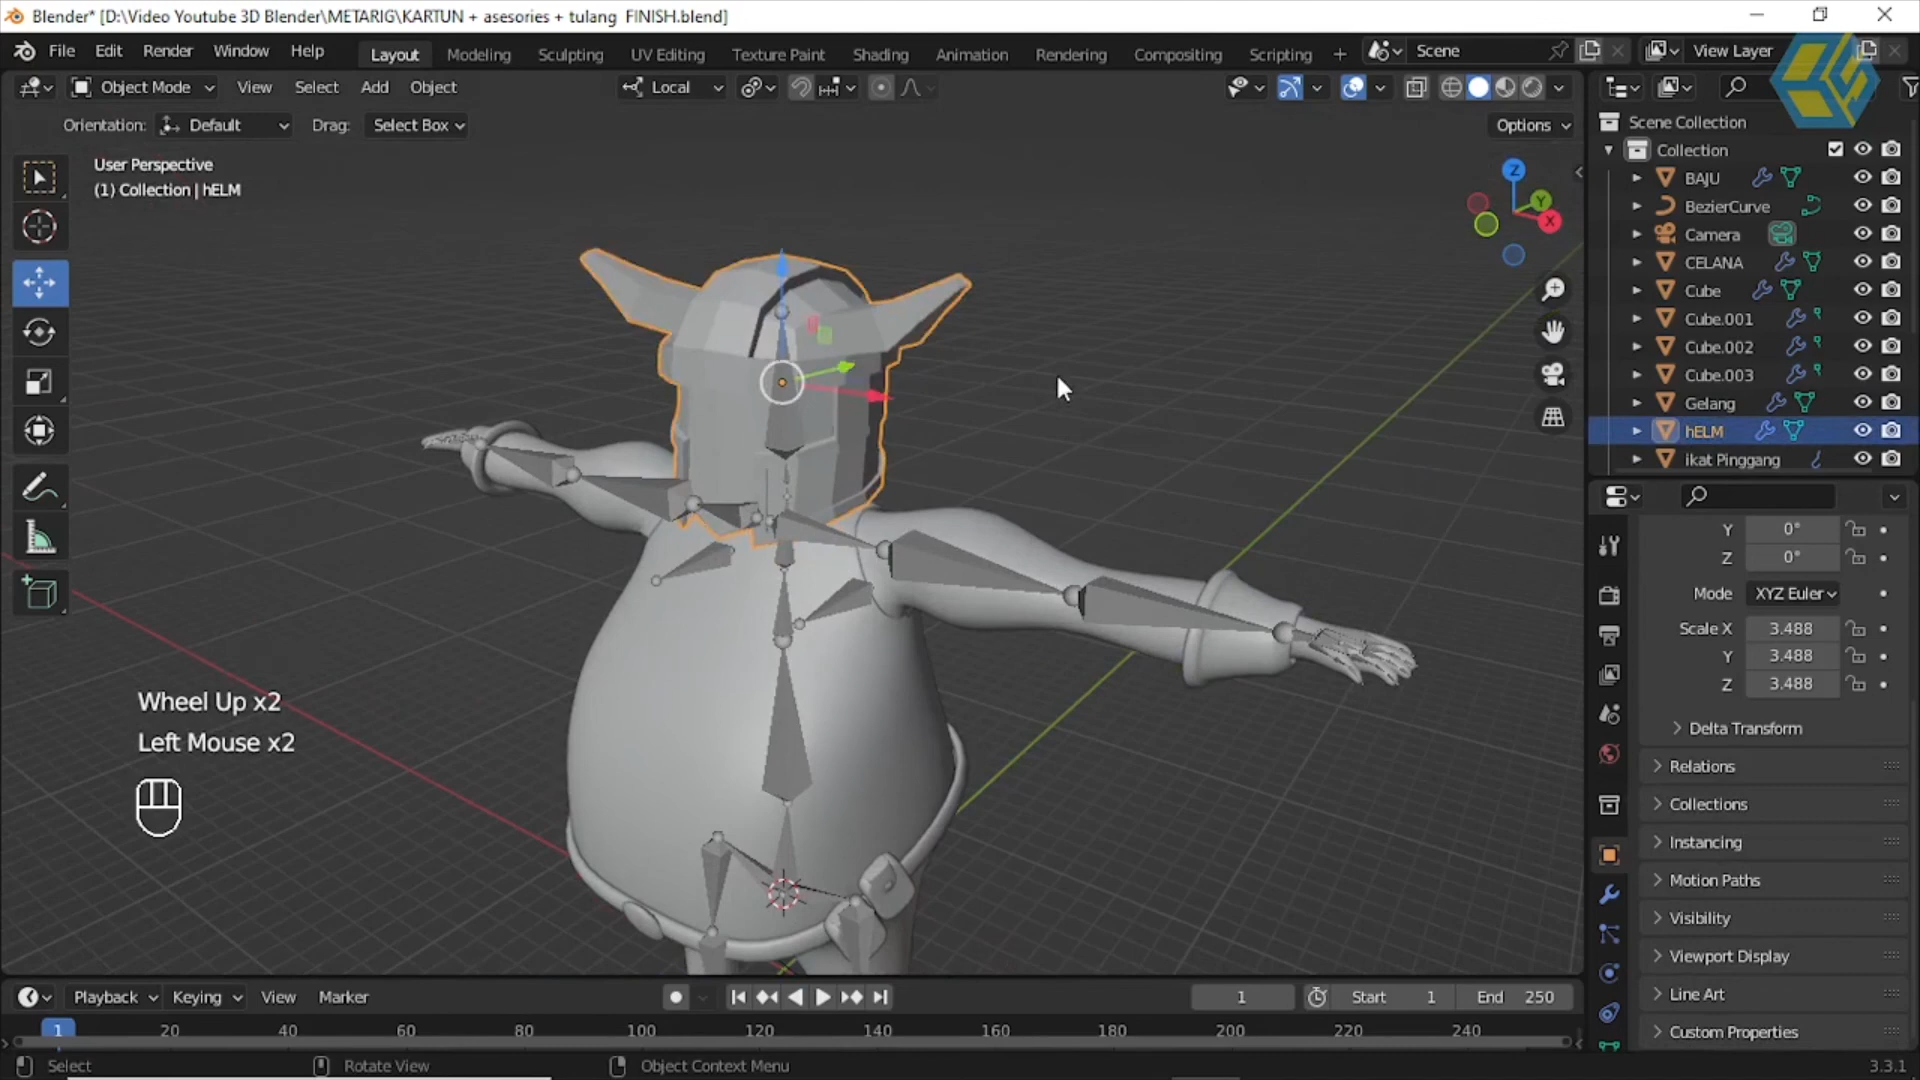 Blender* [D:\Video Youtube 3D Blender\METARIG\KARTUN + asesories + tulang  FINISH.blend]
File Edit Render Window Help Layout Modeling Sculpting UV Editing Texture Paint Shading Animation Rendering Compositing Scripting + Scene View Layer
Object Mode View Select Add Object Local
Orientation: Default Drag: Select Box Options
User Perspective
(1) Collection | hELM
Z
Y
X
Scene Collection
Collection
BAJU
BezierCurve
Camera
CELANA
Cube
Cube.001
Cube.002
Cube.003
Gelang
hELM
ikat Pinggang
Y 0°
Z 0°
Mode XYZ Euler
Scale X 3.488
Y 3.488
Z 3.488
Delta Transform
Relations
Collections
Instancing
Motion Paths
Visibility
Viewport Display
Line Art
Custom Properties
Wheel Up x2
Left Mouse x2
Playback Keying View Marker 1 Start 1 End 250
1 20 40 60 80 100 120 140 160 180 200 220 240
Select Rotate View Object Context Menu 3.3.1